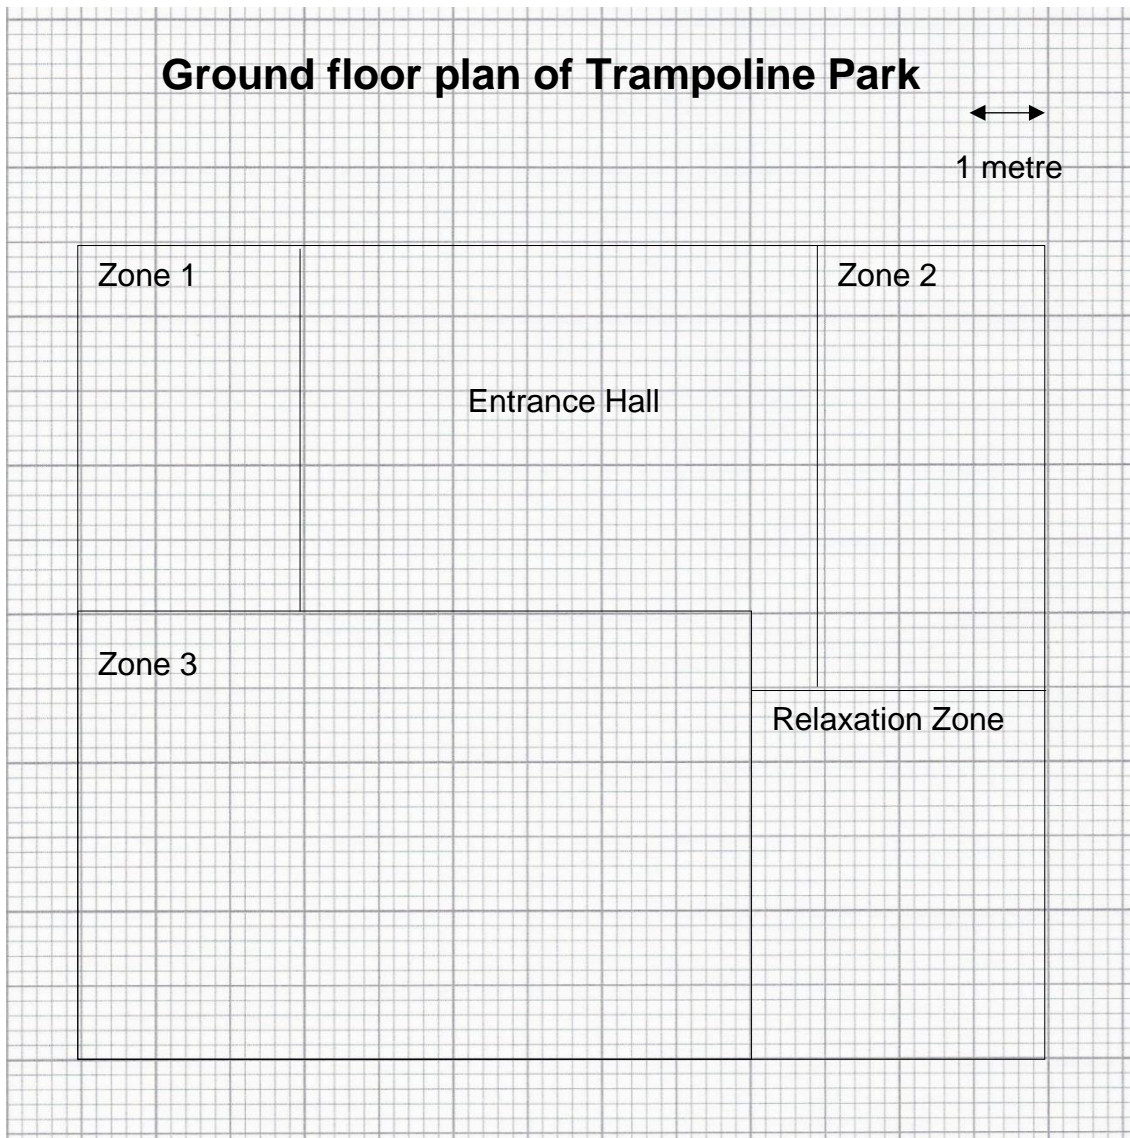 Ground floor plan of Trampoline Park
1 metre
Zone 1
Zone 2
Entrance Hall
Zone 3
Relaxation Zone